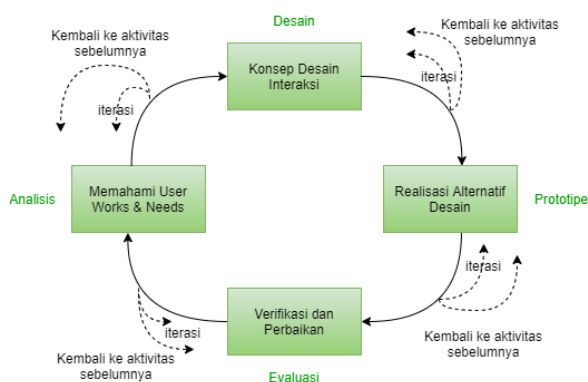 Desain
Kembali ke aktivitas
sebelumnya
iterasi
Konsep Desain
Interaksi
Kembali ke aktivitas
sebelumnya
iterasi
Analisis
Memahami User
Works & Needs
Realisasi Alternatif
Desain
Prototipe
iterasi
Kembali ke aktivitas
sebelumnya
Verifikasi dan
Perbaikan
iterasi
Kembali ke aktivitas
sebelumnya
Evaluasi